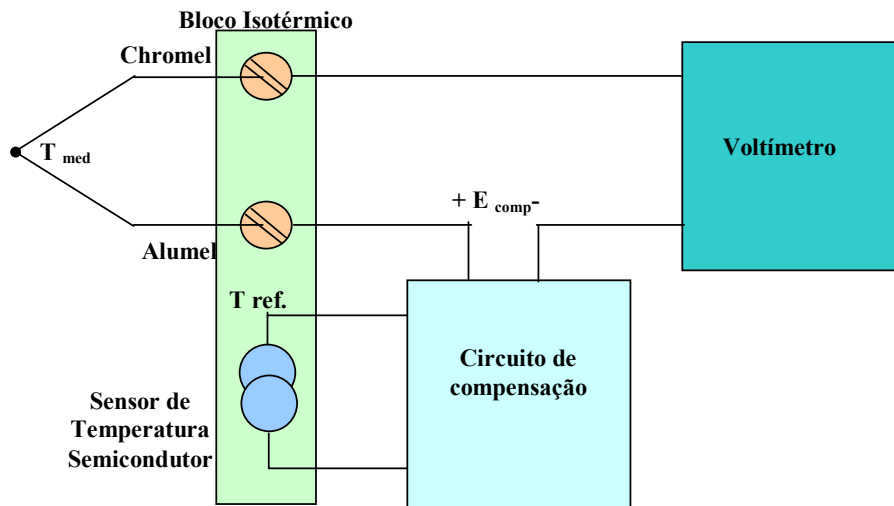 Bloco Isotérmico
Chromel
T med
Voltímetro
+ E comp-
Alumel
T ref.
Circuito de
compensação
Sensor de
Temperatura
Semicondutor